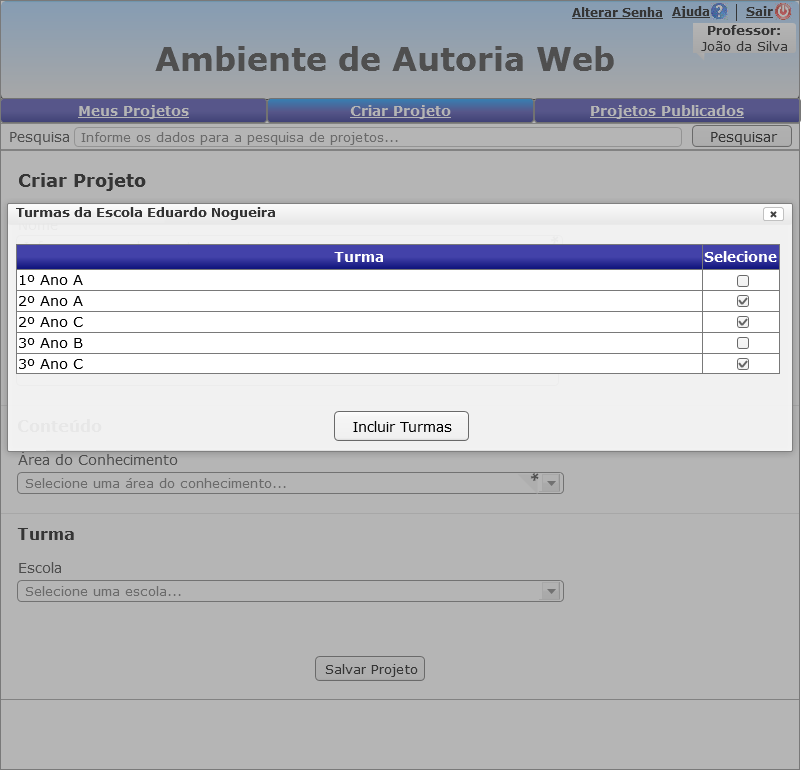 Alterar Senha Ajuda ? | Sair
Professor:
João da Silva
Ambiente de Autoria Web
Meus Projetos Criar Projeto Projetos Publicados
Pesquisa Informe os dados para a pesquisa de projetos... Pesquisar
Criar Projeto
Turmas da Escola Eduardo Nogueira
Nome
Turma Selecione
1º Ano A
2º Ano A
2º Ano C
3º Ano B
3º Ano C
Conteúdo
Incluir Turmas
Área do Conhecimento
Selecione uma área do conhecimento... *
Turma
Escola
Selecione uma escola...
Salvar Projeto